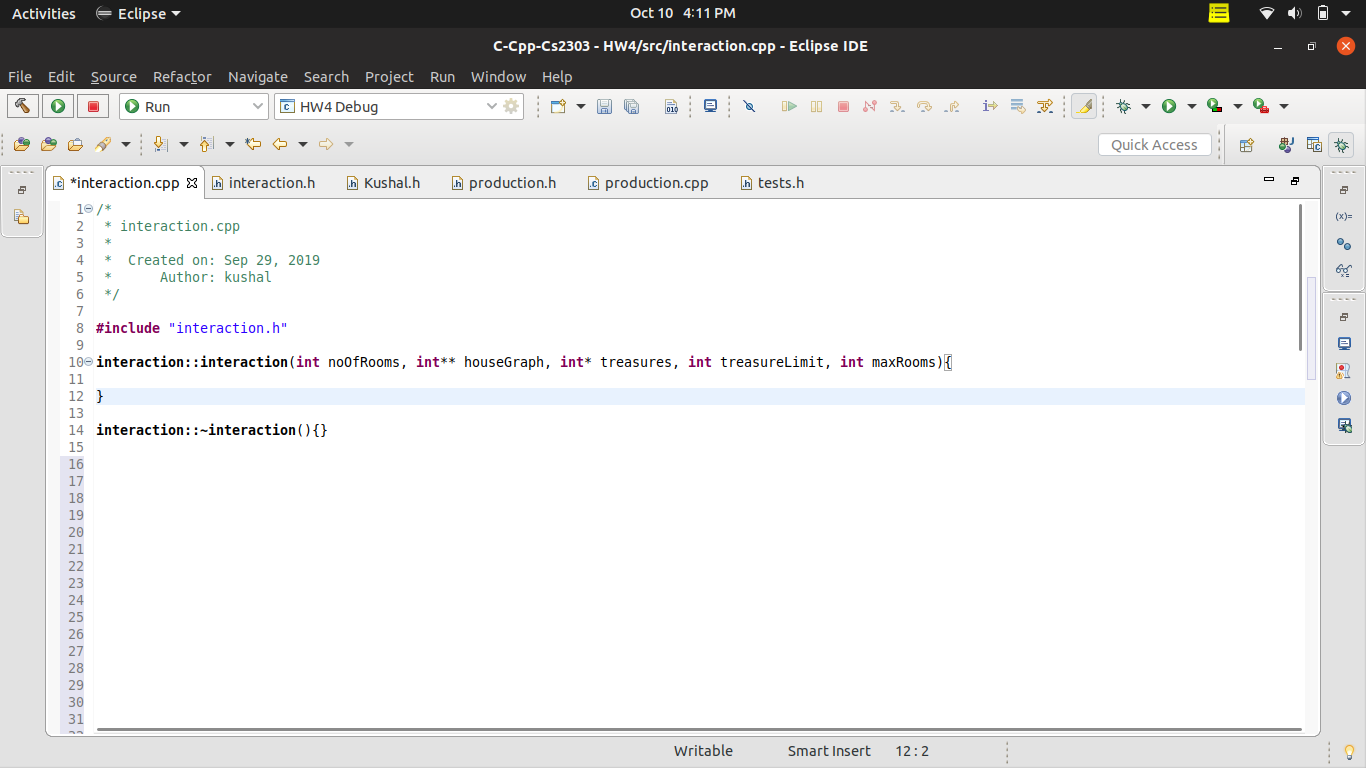 Activities Eclipse Oct 10 4:11 PM
C-Cpp-Cs2303 - HW4/src/interaction.cpp - Eclipse IDE
File Edit Source Refactor Navigate Search Project Run Window Help
Run HW4 Debug
Quick Access
*interaction.cpp interaction.h Kushal.h production.h production.cpp tests.h
1 /*
2 * interaction.cpp
3 *
4 * Created on: Sep 29, 2019
5 * Author: kushal
6 */
7
8 #include "interaction.h"
9
10 interaction::interaction(int noOfRooms, int** houseGraph, int* treasures, int treasureLimit, int maxRooms){
11
12 }
13
14 interaction::~interaction(){}
15
16
17
18
19
20
21
22
23
24
25
26
27
28
29
30
31
Writable Smart Insert 12 : 2